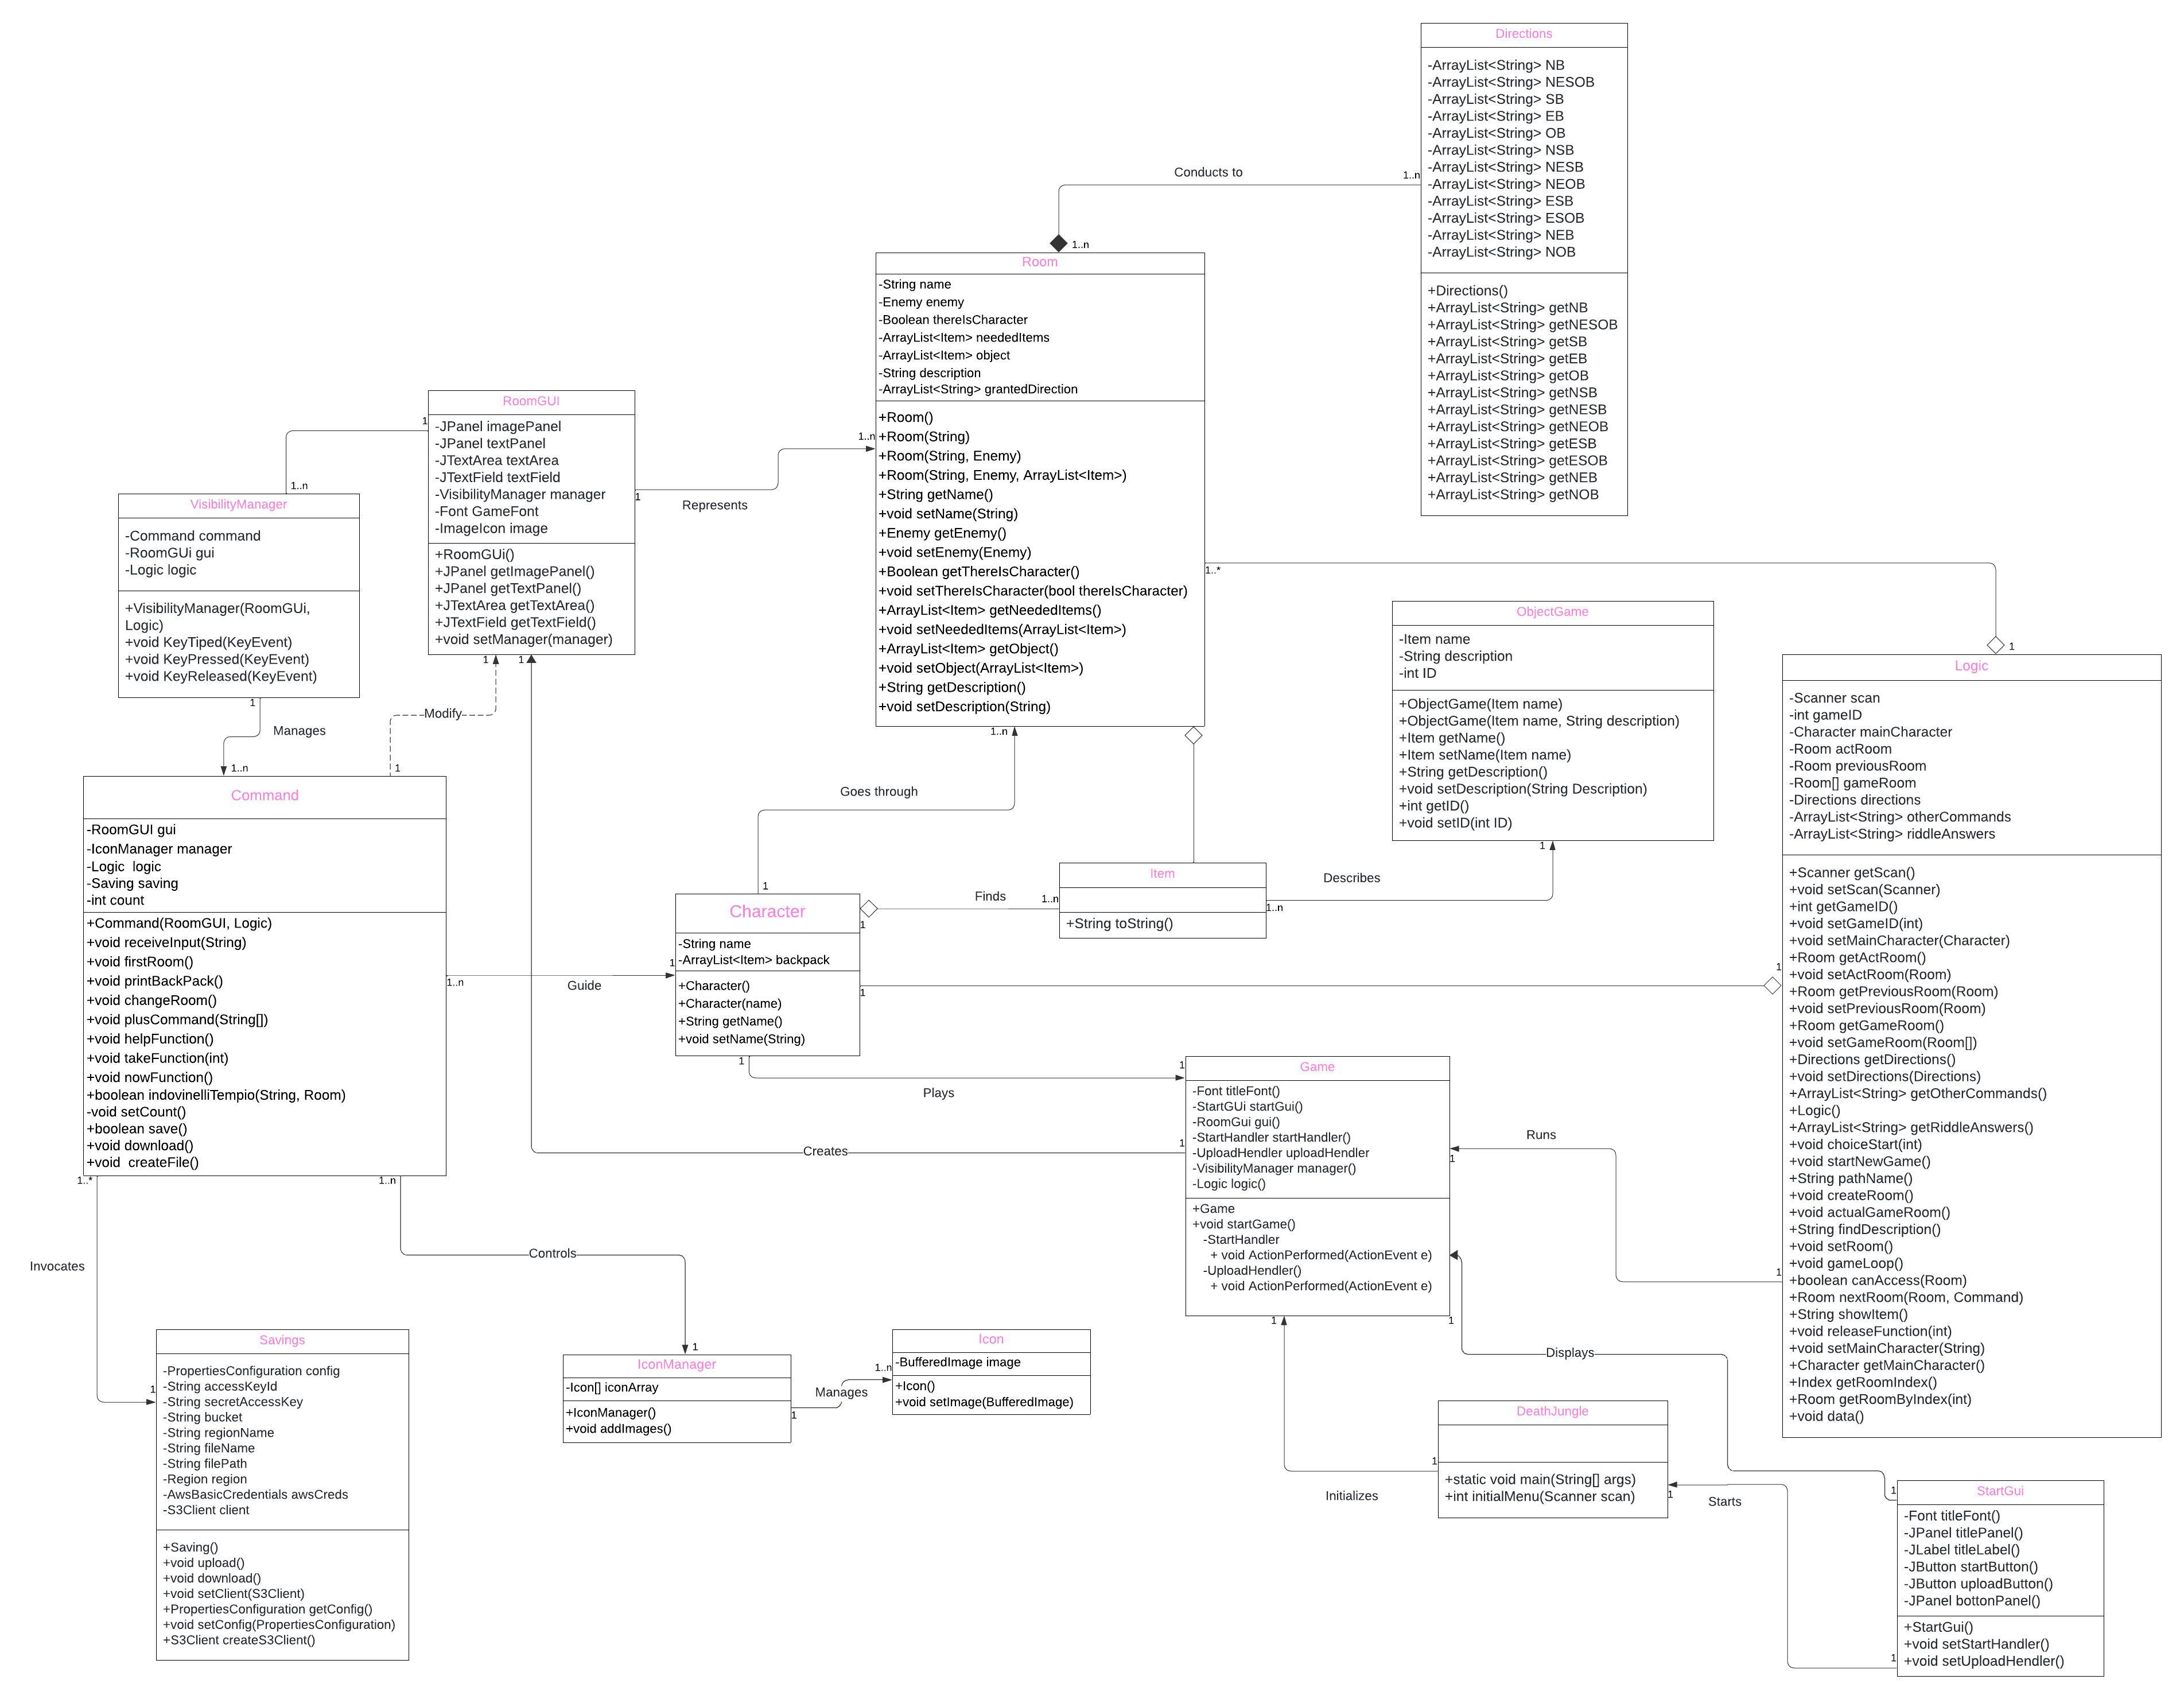 Directions
-ArrayList<String> NB
-ArrayList<String> NESOB
-ArrayList<String> SB
-ArrayList<String> EB
-ArrayList<String> OB
-ArrayList<String> NSB
-ArrayList<String> NESB
-ArrayList<String> NEOB
-ArrayList<String> ESB
-ArrayList<String> ESOB
-ArrayList<String> NEB
-ArrayList<String> NOB
+Directions()
+ArrayList<String> getNB
+ArrayList<String> getNESOB
+ArrayList<String> getSB
+ArrayList<String> getEB
+ArrayList<String> getOB
+ArrayList<String> getNSB
+ArrayList<String> getNESB
+ArrayList<String> getNEOB
+ArrayList<String> getESB
+ArrayList<String> getESOB
+ArrayList<String> getNEB
+ArrayList<String> getNOB
Conducts to
1..n
1..n
Room
-String name
-Enemy enemy
-Boolean thereIsCharacter
-ArrayList<Item> neededItems
-ArrayList<Item> object
-String description
-ArrayList<String> grantedDirection
+Room()
+Room(String)
+Room(String, Enemy)
+Room(String, Enemy, ArrayList<Item>)
+String getName()
+void setName(String)
+Enemy getEnemy()
+void setEnemy(Enemy)
+Boolean getThereIsCharacter()
+void setThereIsCharacter(bool thereIsCharacter)
+ArrayList<Item> getNeededItems()
+void setNeededItems(ArrayList<Item>)
+ArrayList<Item> getObject()
+void setObject(ArrayList<Item>)
+String getDescription()
+void setDescription(String)
1..n
1..*
1..n
RoomGUI
-JPanel imagePanel
-JPanel textPanel
-JTextArea textArea
-JTextField textField
-VisibilityManager manager
-Font GameFont
-ImageIcon image
+RoomGUi()
+JPanel getImagePanel()
+JPanel getTextPanel()
+JTextArea getTextArea()
+JTextField getTextField()
+void setManager(manager)
1
1
1
1
Represents
1..n
VisibilityManager
-Command command
-RoomGUi gui
-Logic logic
+VisibilityManager(RoomGUi,
Logic)
+void KeyTiped(KeyEvent)
+void KeyPressed(KeyEvent)
+void KeyReleased(KeyEvent)
1
Manages
1..n
Modify
1
Command
-RoomGUI gui
-IconManager manager
-Logic  logic
-Saving saving
-int count
+Command(RoomGUI, Logic)
+void receiveInput(String)
+void firstRoom()
+void printBackPack()
+void changeRoom()
+void plusCommand(String[])
+void helpFunction()
+void takeFunction(int)
+void nowFunction()
+boolean indovinelliTempio(String, Room)
-void setCount()
+boolean save()
+void download()
+void  createFile()
1..n
Guide
1
1..*
1..n
Invocates
Controls
Goes through
1
Character
-String name
-ArrayList<Item> backpack
+Character()
+Character(name)
+String getName()
+void setName(String)
1
Finds
1..n
1
1
Plays
1
Item
+String toString()
1..n
Describes
1
ObjectGame
-Item name
-String description
-int ID
+ObjectGame(Item name)
+ObjectGame(Item name, String description)
+Item getName()
+Item setName(Item name)
+String getDescription()
+void setDescription(String Description)
+int getID()
+void setID(int ID)
1
Logic
-Scanner scan
-int gameID
-Character mainCharacter
-Room actRoom
-Room previousRoom
-Room[] gameRoom
-Directions directions
-ArrayList<String> otherCommands
-ArrayList<String> riddleAnswers
+Scanner getScan()
+void setScan(Scanner)
+int getGameID()
+void setGameID(int)
+void setMainCharacter(Character)
+Room getActRoom()
+void setActRoom(Room)
+Room getPreviousRoom(Room)
+void setPreviousRoom(Room)
+Room getGameRoom()
+void setGameRoom(Room[])
+Directions getDirections()
+void setDirections(Directions)
+ArrayList<String> getOtherCommands()
+Logic()
+ArrayList<String> getRiddleAnswers()
+void choiceStart(int)
+void startNewGame()
+String pathName()
+void createRoom()
+void actualGameRoom()
+String findDescription()
+void setRoom()
+void gameLoop()
+boolean canAccess(Room)
+Room nextRoom(Room, Command)
+String showItem()
+void releaseFunction(int)
+void setMainCharacter(String)
+Character getMainCharacter()
+Index getRoomIndex()
+Room getRoomByIndex(int)
+void data()
1
1
Runs
1
Game
-Font titleFont()
-StartGUi startGui()
-RoomGui gui()
-StartHandler startHandler()
-UploadHendler uploadHendler
-VisibilityManager manager()
-Logic logic()
+Game
+void startGame()
-StartHandler
+ void ActionPerformed(ActionEvent e)
-UploadHendler()
+ void ActionPerformed(ActionEvent e)
1
Creates
1
1
Displays
Savings
-PropertiesConfiguration config
-String accessKeyId
-String secretAccessKey
-String bucket
-String regionName
-String fileName
-String filePath
-Region region
-AwsBasicCredentials awsCreds
-S3Client client
+Saving()
+void upload()
+void download()
+void setClient(S3Client)
+PropertiesConfiguration getConfig()
+void setConfig(PropertiesConfiguration)
+S3Client createS3Client()
1
1
IconManager
-Icon[] iconArray
+IconManager()
+void addImages()
1
Manages
1..n
Icon
-BufferedImage image
+Icon()
+void setImage(BufferedImage)
DeathJungle
+static void main(String[] args)
+int initialMenu(Scanner scan)
1
Initializes
1
Starts
1
StartGui
-Font titleFont()
-JPanel titlePanel()
-JLabel titleLabel()
-JButton startButton()
-JButton uploadButton()
-JPanel bottonPanel()
+StartGui()
+void setStartHandler()
+void setUploadHendler()
1